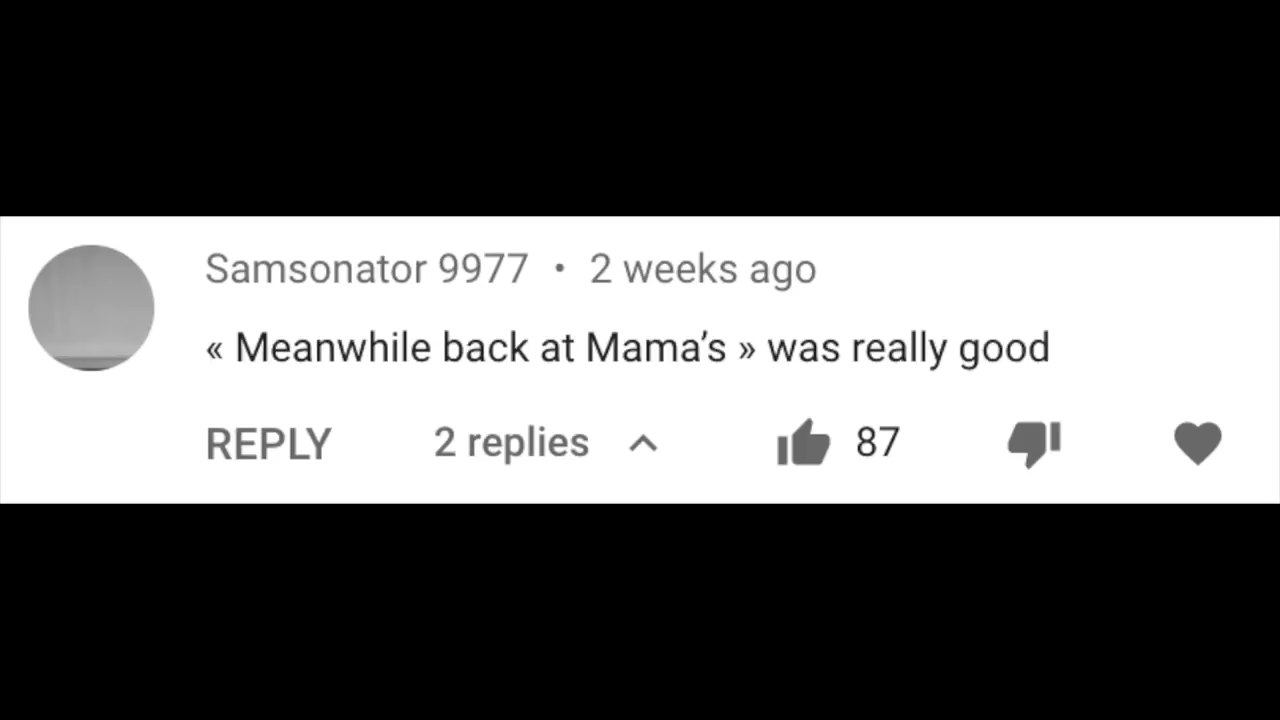 Samsonator 9977 • 2 weeks ago
« Meanwhile back at Mama’s » was really good
REPLY 2 replies 87